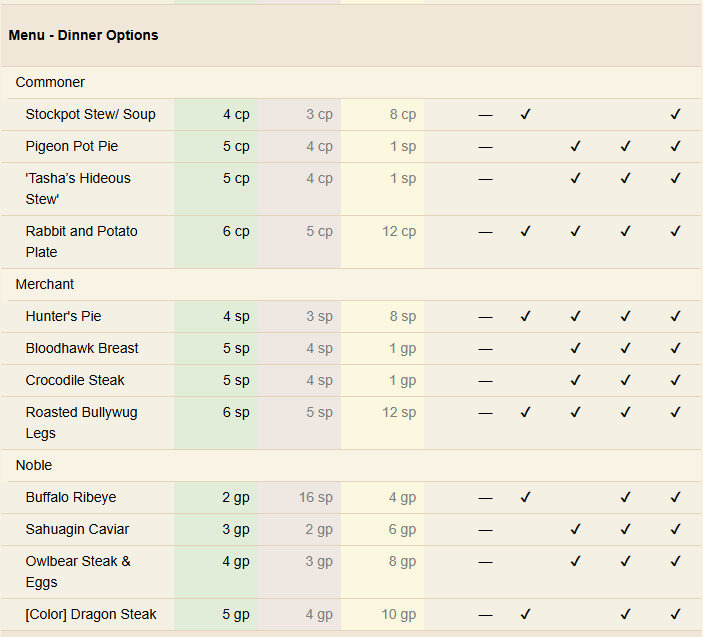 Menu - Dinner Options
Commoner
Stockpot Stew/ Soup 4 cp 3 cp 8 cp — ✓ ✓
Pigeon Pot Pie 5 cp 4 cp 1 sp — ✓ ✓ ✓
'Tasha's Hideous 5 cp 4 cp 1 sp — ✓ ✓ ✓
Stew'
Rabbit and Potato 6 cp 5 cp 12 cp — ✓ ✓ ✓ ✓
Plate
Merchant
Hunter's Pie 4 sp 3 sp 8 sp — ✓ ✓ ✓ ✓
Bloodhawk Breast 5 sp 4 sp 1 gp — ✓ ✓ ✓
Crocodile Steak 5 sp 4 sp 1 gp — ✓ ✓ ✓
Roasted Bullywug 6 sp 5 sp 12 sp — ✓ ✓ ✓ ✓
Legs
Noble
Buffalo Ribeye 2 gp 16 sp 4 gp — ✓ ✓ ✓
Sahuagin Caviar 3 gp 2 gp 6 gp — ✓ ✓ ✓
Owlbear Steak & 4 gp 3 gp 8 gp — ✓ ✓ ✓
Eggs
[Color] Dragon Steak 5 gp 4 gp 10 gp — ✓ ✓ ✓